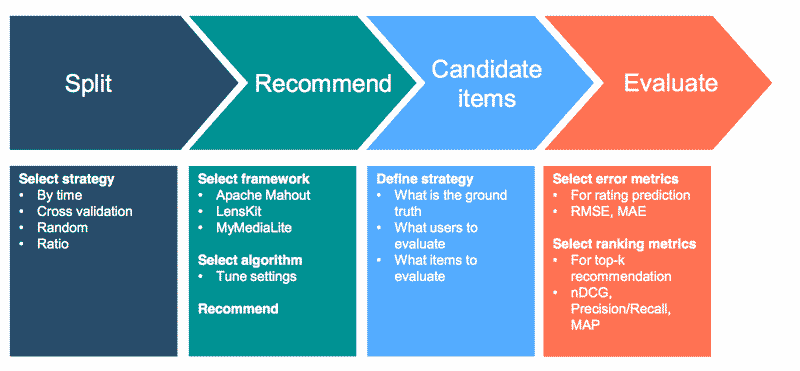 Split
Recommend
Candidate
items
Evaluate
Select strategy
• By time
• Cross validation
• Random
• Ratio
Select framework
• Apache Mahout
• LensKit
• MyMediaLite
Select algorithm
• Tune settings
Recommend
Define strategy
• What is the ground
truth
• What users to
evaluate
• What items to
evaluate
Select error metrics
• For rating prediction
• RMSE, MAE
Select ranking metrics
• For top-k
recommendation
• nDCG,
Precision/Recall,
MAP